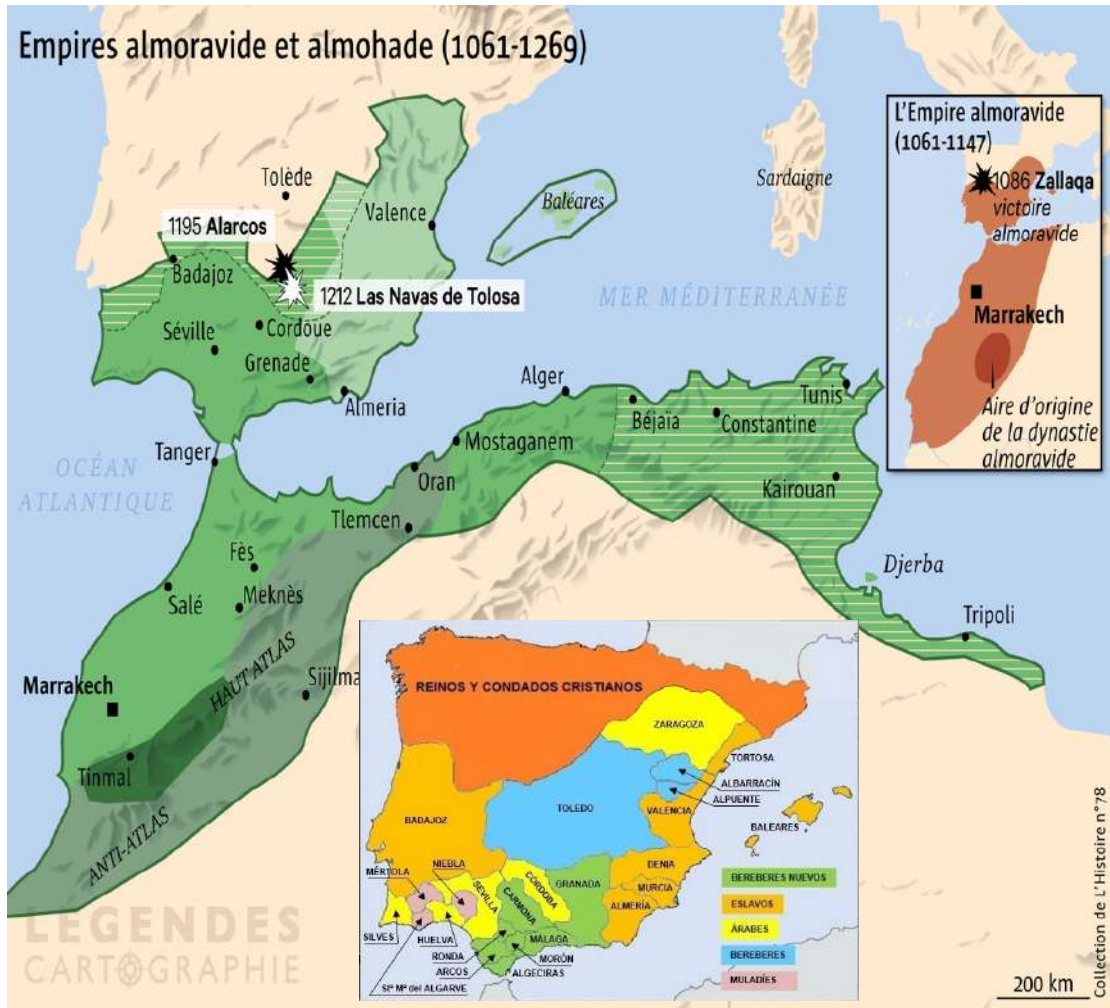 Empires almoravide et almohade (1061-1269)
Tolède
Valence
Baléares
Sardaigne
1195 Alarcos
Badajoz
1212 Las Navas de Tolosa
MER MÉDITERRANÉE
Séville
Cordoue
Grenade
Almeria
Alger
Béjaïa
Constantine
Tunis
Tanger
Mostaganem
Oran
Kairouan
OCÉAN
ATLANTIQUE
Tlemcen
Fès
Meknès
Salé
Djerba
Tripoli
HAUT ATLAS
Marrakech
Sijilma
Tinmal
ANTI-ATLAS
L'Empire almoravide
(1061-1147)
1086 Zallaqa
victoire
almoravide
Marrakech
Aire d'origine
de la dynastie
almoravide
REINOS Y CONDADOS CRISTIANOS
ZARAGOZA
TORTOSA
ALBARRACÍN
ALPUENTE
TOLEDO
VALENCIA
BALEARES
BADAJOZ
DENIA
MURCIA
ALMERÍA
GRANADA
NIEBLA
MÉRTOLA
SEVILLA
CÓRDOBA
CARMONA
SILVES
HUELVA
MÁLAGA
RONDA
MORÓN
ARCOS
ALGECIRAS
Stª Mª del ALGARVE
BEREBERES NUEVOS
ESLAVOS
ÁRABES
BEREBERES
MULADÍES
LEGENDES
CARTOGRAPHIE
200 km
Collection de L'Histoire n°78